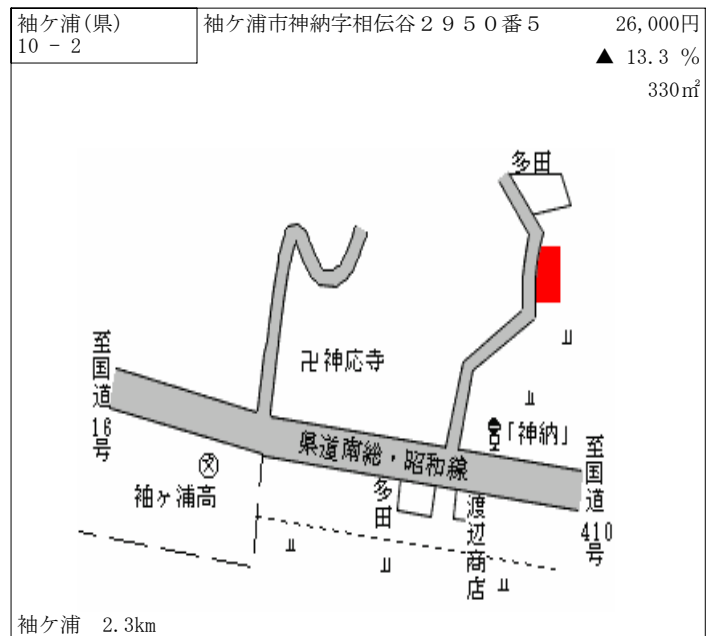 袖ケ浦(県)
10 - 2
袖ケ浦市神納字相伝谷２９５０番５
26,000円
▲ 13.3 %
330㎡
多田
卍神応寺
至国道16号
「神納」
県道南総・昭和線
至国道410号
文
袖ヶ浦高
多田
渡辺商店
袖ケ浦 2.3km